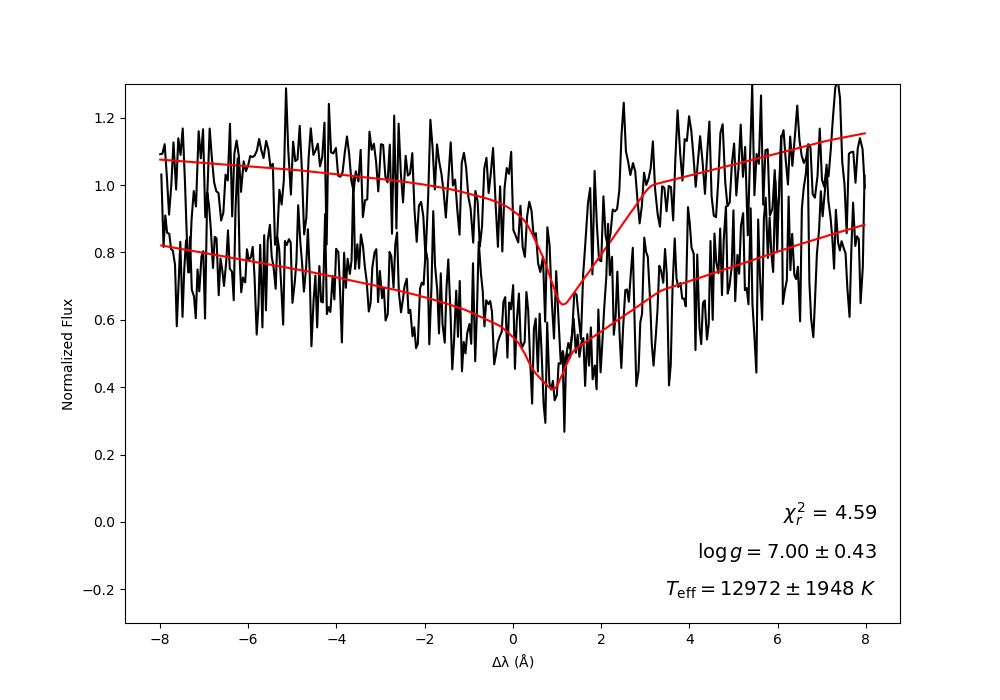 1.2
1.0
0.8
0.6
0.4
0.2
0.0
−0.2
Normalized Flux
χ²ᵣ = 4.59
log g = 7.00 ± 0.43
T_eff = 12972 ± 1948 K
−8 −6 −4 −2 0 2 4 6 8
Δλ (Å)